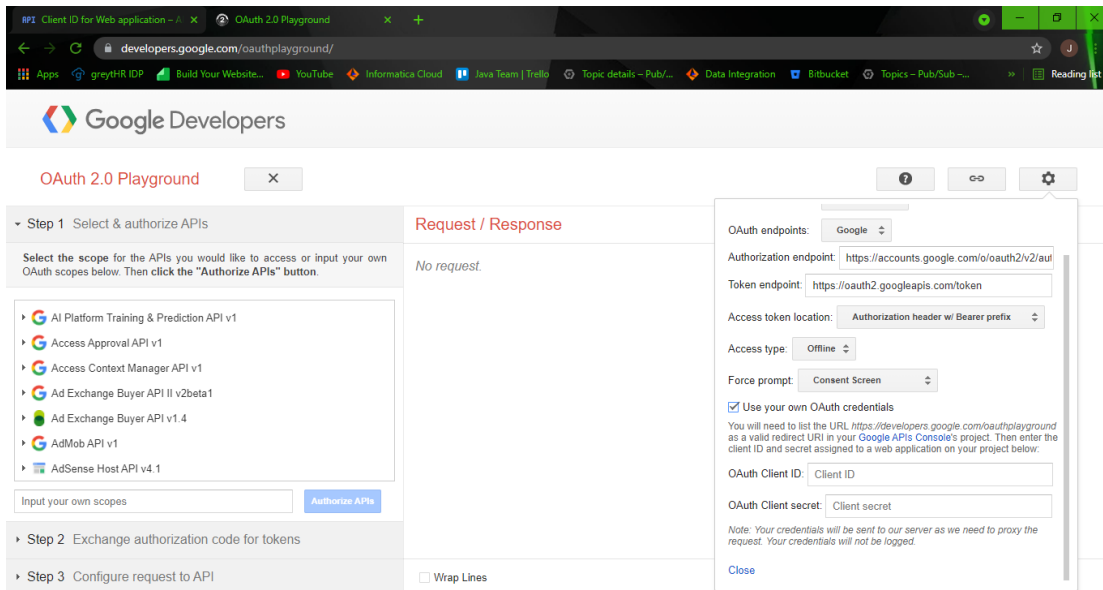 RPI Client ID for Web application – A
OAuth 2.0 Playground
developers.google.com/oauthplayground/
J
Apps
greytHR IDP
Build Your Website...
YouTube
Informatica Cloud
Java Team | Trello
Topic details – Pub/...
Data Integration
Bitbucket
Topics – Pub/Sub –...
»
Reading list
Google Developers
OAuth 2.0 Playground
Step 1 Select & authorize APIs
Select the scope for the APIs you would like to access or input your own
OAuth scopes below. Then click the "Authorize APIs" button.
AI Platform Training & Prediction API v1
Access Approval API v1
Access Context Manager API v1
Ad Exchange Buyer API II v2beta1
Ad Exchange Buyer API v1.4
AdMob API v1
AdSense Host API v4.1
Input your own scopes
Authorize APIs
Step 2 Exchange authorization code for tokens
Step 3 Configure request to API
Request / Response
No request.
Wrap Lines
OAuth endpoints: Google
Authorization endpoint: https://accounts.google.com/o/oauth2/v2/aut
Token endpoint: https://oauth2.googleapis.com/token
Access token location: Authorization header w/ Bearer prefix
Access type: Offline
Force prompt: Consent Screen
Use your own OAuth credentials
You will need to list the URL https://developers.google.com/oauthplayground
as a valid redirect URI in your Google APIs Console's project. Then enter the
client ID and secret assigned to a web application on your project below:
OAuth Client ID: Client ID
OAuth Client secret: Client secret
Note: Your credentials will be sent to our server as we need to proxy the
request. Your credentials will not be logged.
Close